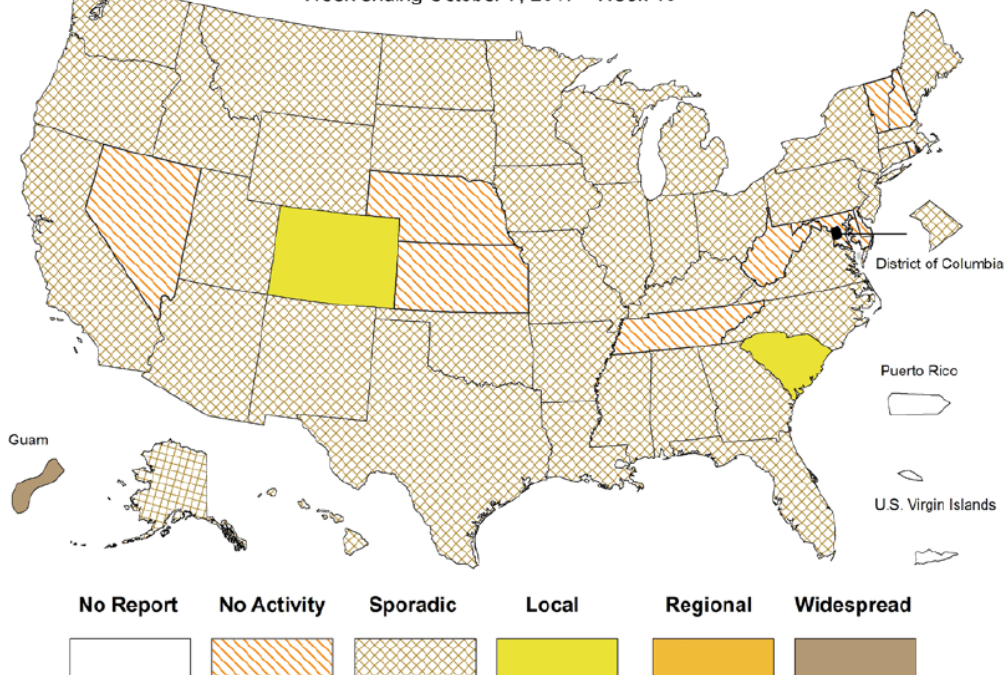 District of Columbia
Puerto Rico
Guam
U.S. Virgin Islands
No Report No Activity Sporadic Local Regional Widespread